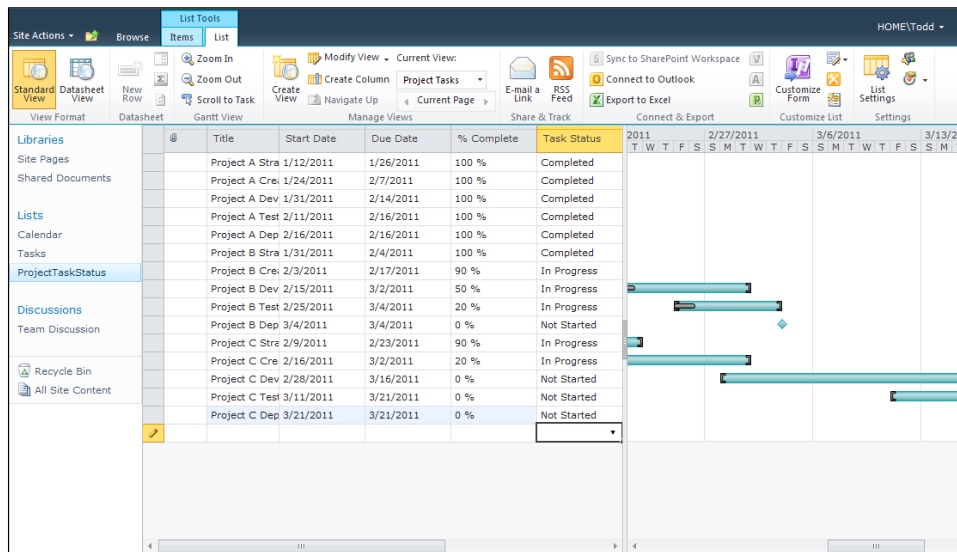 List Tools
HOME\Todd
Site Actions
Browse
Items
List
Standard View
Datasheet View
New Row
Zoom In
Zoom Out
Scroll to Task
Create View
Modify View
Create Column
Navigate Up
Current View:
Project Tasks
Current Page
E-mail a Link
RSS Feed
Sync to SharePoint Workspace
Connect to Outlook
Export to Excel
Customize Form
List Settings
View Format
Datasheet
Gantt View
Manage Views
Share & Track
Connect & Export
Customize List
Settings
Libraries
Site Pages
Shared Documents
Lists
Calendar
Tasks
ProjectTaskStatus
Discussions
Team Discussion
Recycle Bin
All Site Content
Title Start Date Due Date % Complete Task Status
Project A Stra 1/12/2011 1/26/2011 100 % Completed
Project A Crea 1/24/2011 2/7/2011 100 % Completed
Project A Dev 1/31/2011 2/14/2011 100 % Completed
Project A Test 2/11/2011 2/16/2011 100 % Completed
Project A Dep 2/16/2011 2/16/2011 100 % Completed
Project B Stra 1/31/2011 2/4/2011 100 % Completed
Project B Crea 2/3/2011 2/17/2011 90 % In Progress
Project B Dev 2/15/2011 3/2/2011 50 % In Progress
Project B Test 2/25/2011 3/4/2011 20 % In Progress
Project B Dep 3/4/2011 3/4/2011 0 % Not Started
Project C Stra 2/9/2011 2/23/2011 90 % In Progress
Project C Crea 2/16/2011 3/2/2011 20 % In Progress
Project C Dev 2/28/2011 3/16/2011 0 % Not Started
Project C Test 3/11/2011 3/21/2011 0 % Not Started
Project C Dep 3/21/2011 3/21/2011 0 % Not Started
2011 2/27/2011 3/6/2011 3/13/2
T W T F S S M T W T F S S M T W T F S S M